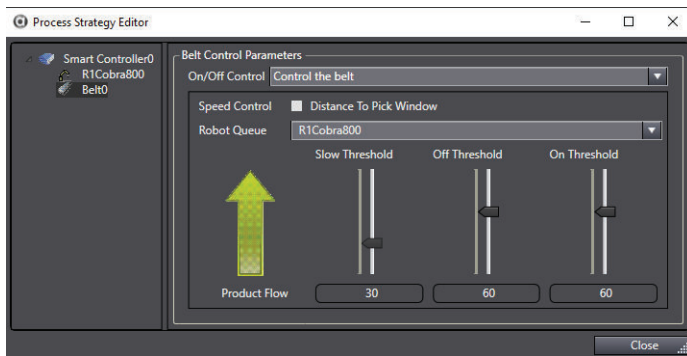 Process Strategy Editor
Smart Controller0
R1Cobra800
Belt0
Belt Control Parameters
On/Off Control Control the belt
Speed Control Distance To Pick Window
Robot Queue R1Cobra800
Slow Threshold Off Threshold On Threshold
Product Flow 30 60 60
Close